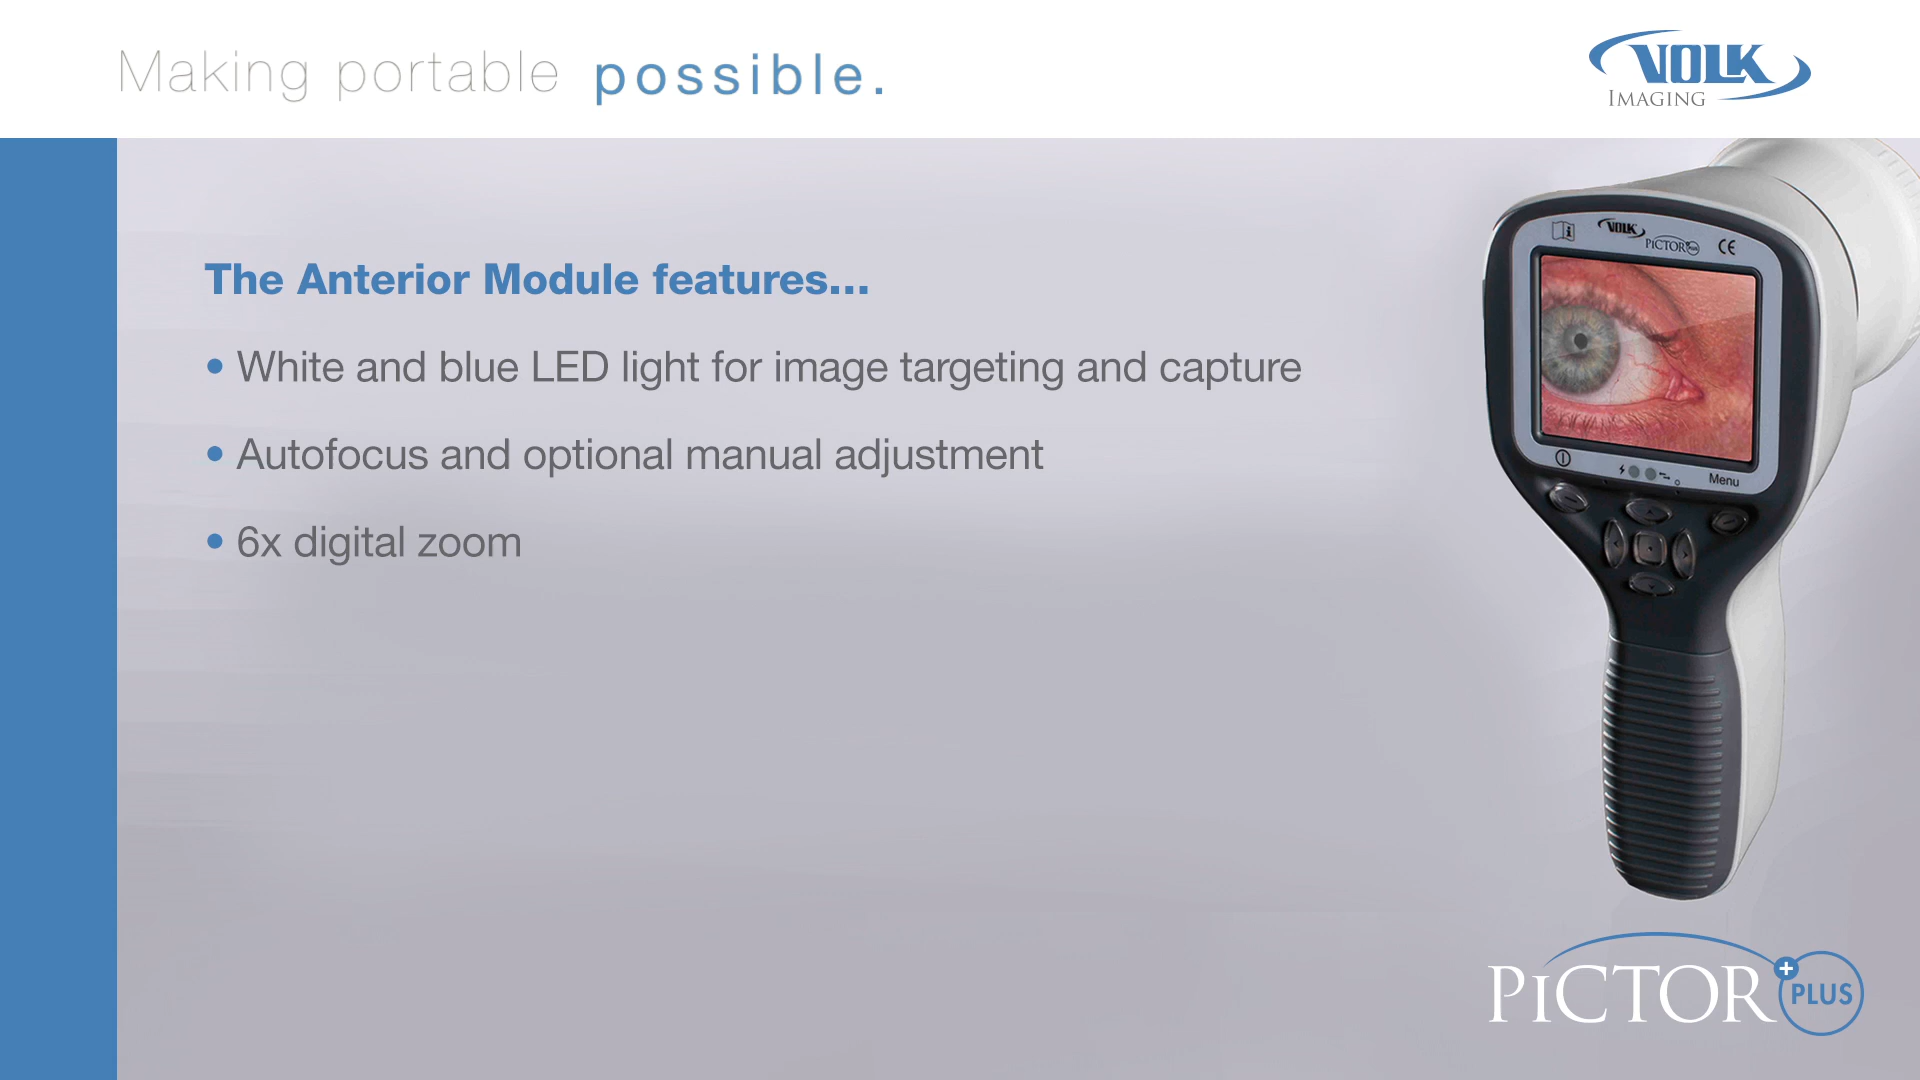 Making portable possible.
VOLK
IMAGING
The Anterior Module features...
• White and blue LED light for image targeting and capture
• Autofocus and optional manual adjustment
• 6x digital zoom
VOLK
PiCTOR PLUS
CE
Menu
PiCTOR + PLUS